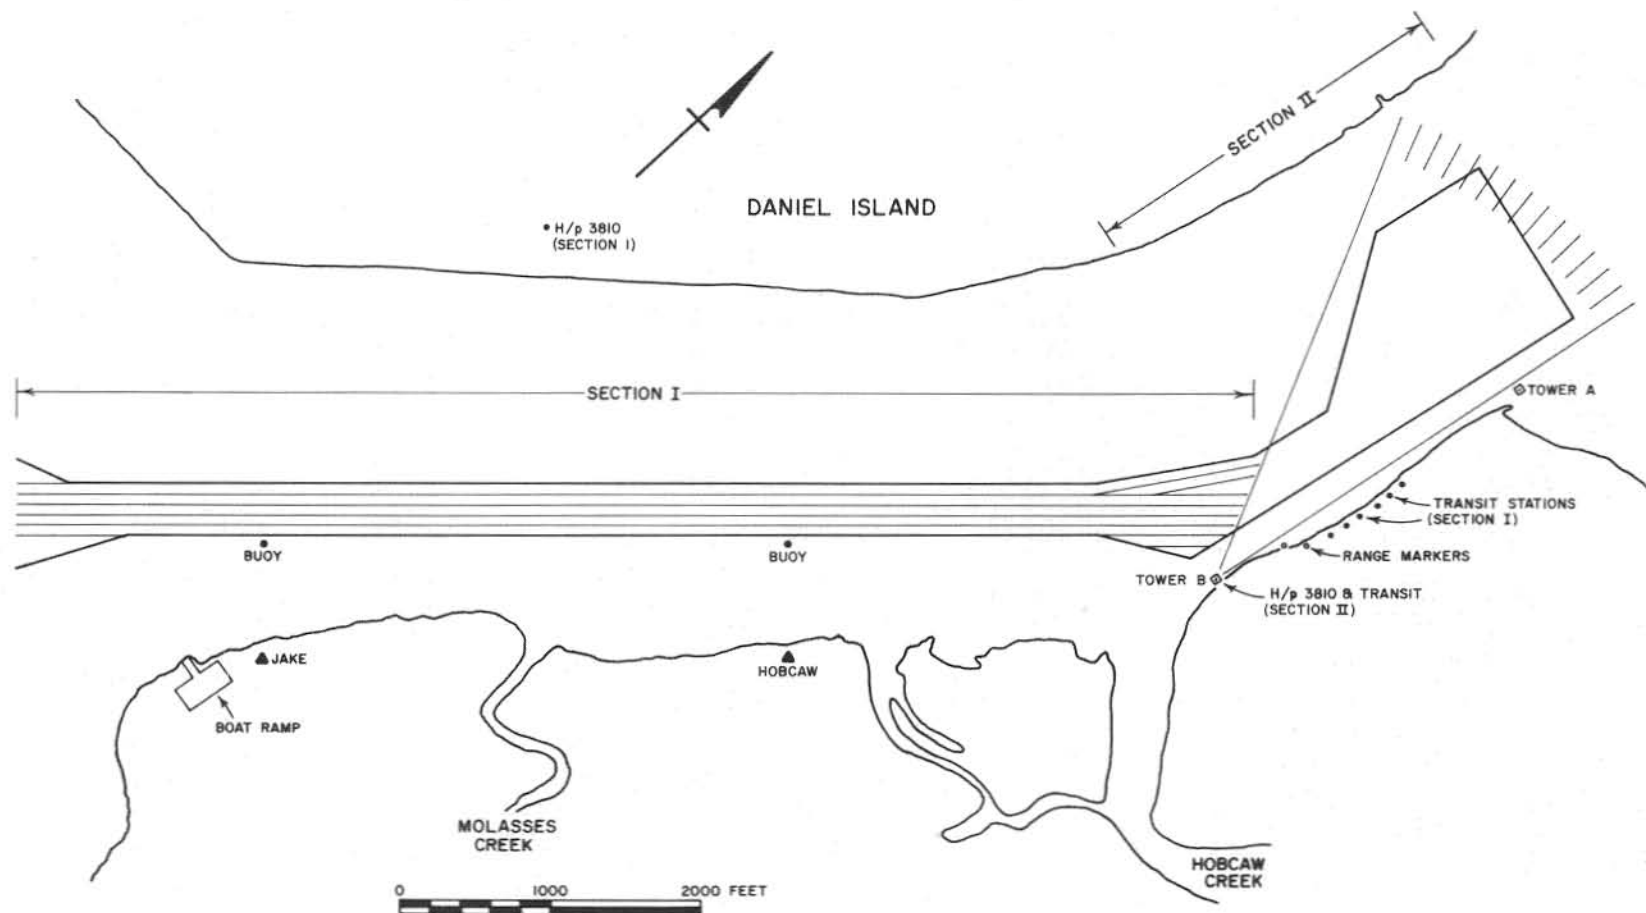 SECTION II
DANIEL ISLAND
H/p 3810
(SECTION I)
SECTION I
TOWER A
TRANSIT STATIONS
(SECTION I)
RANGE MARKERS
BUOY
BUOY
TOWER B
H/p 3810 & TRANSIT
(SECTION II)
JAKE
HOBCAW
BOAT RAMP
MOLASSES
CREEK
HOBCAW
CREEK
0 1000 2000 FEET